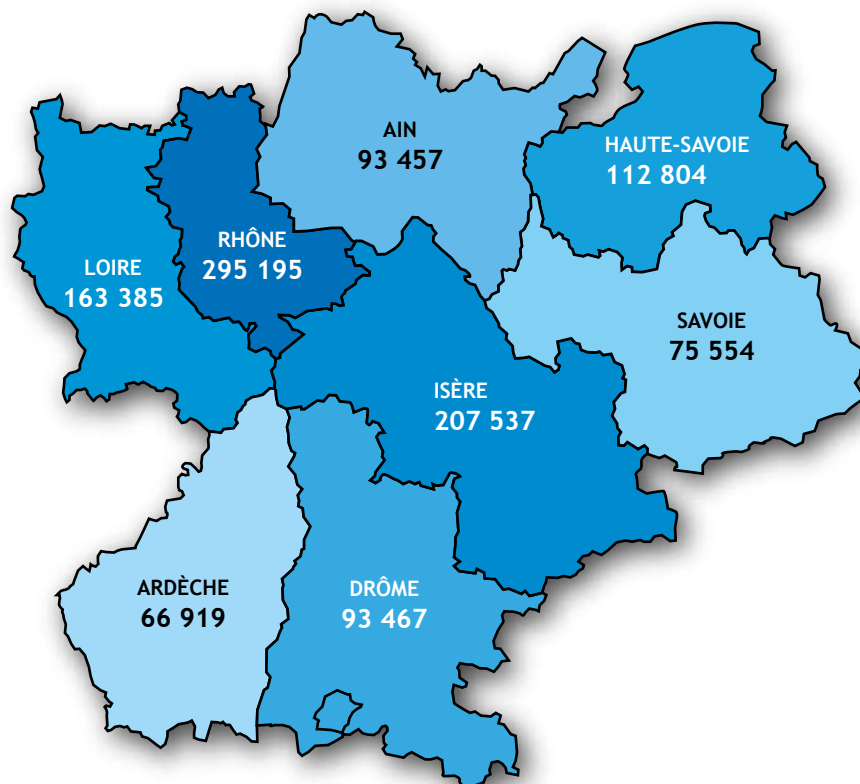 AIN
93 457
HAUTE-SAVOIE
112 804
RHÔNE
295 195
LOIRE
163 385
SAVOIE
75 554
ISÈRE
207 537
ARDÈCHE
66 919
DRÔME
93 467